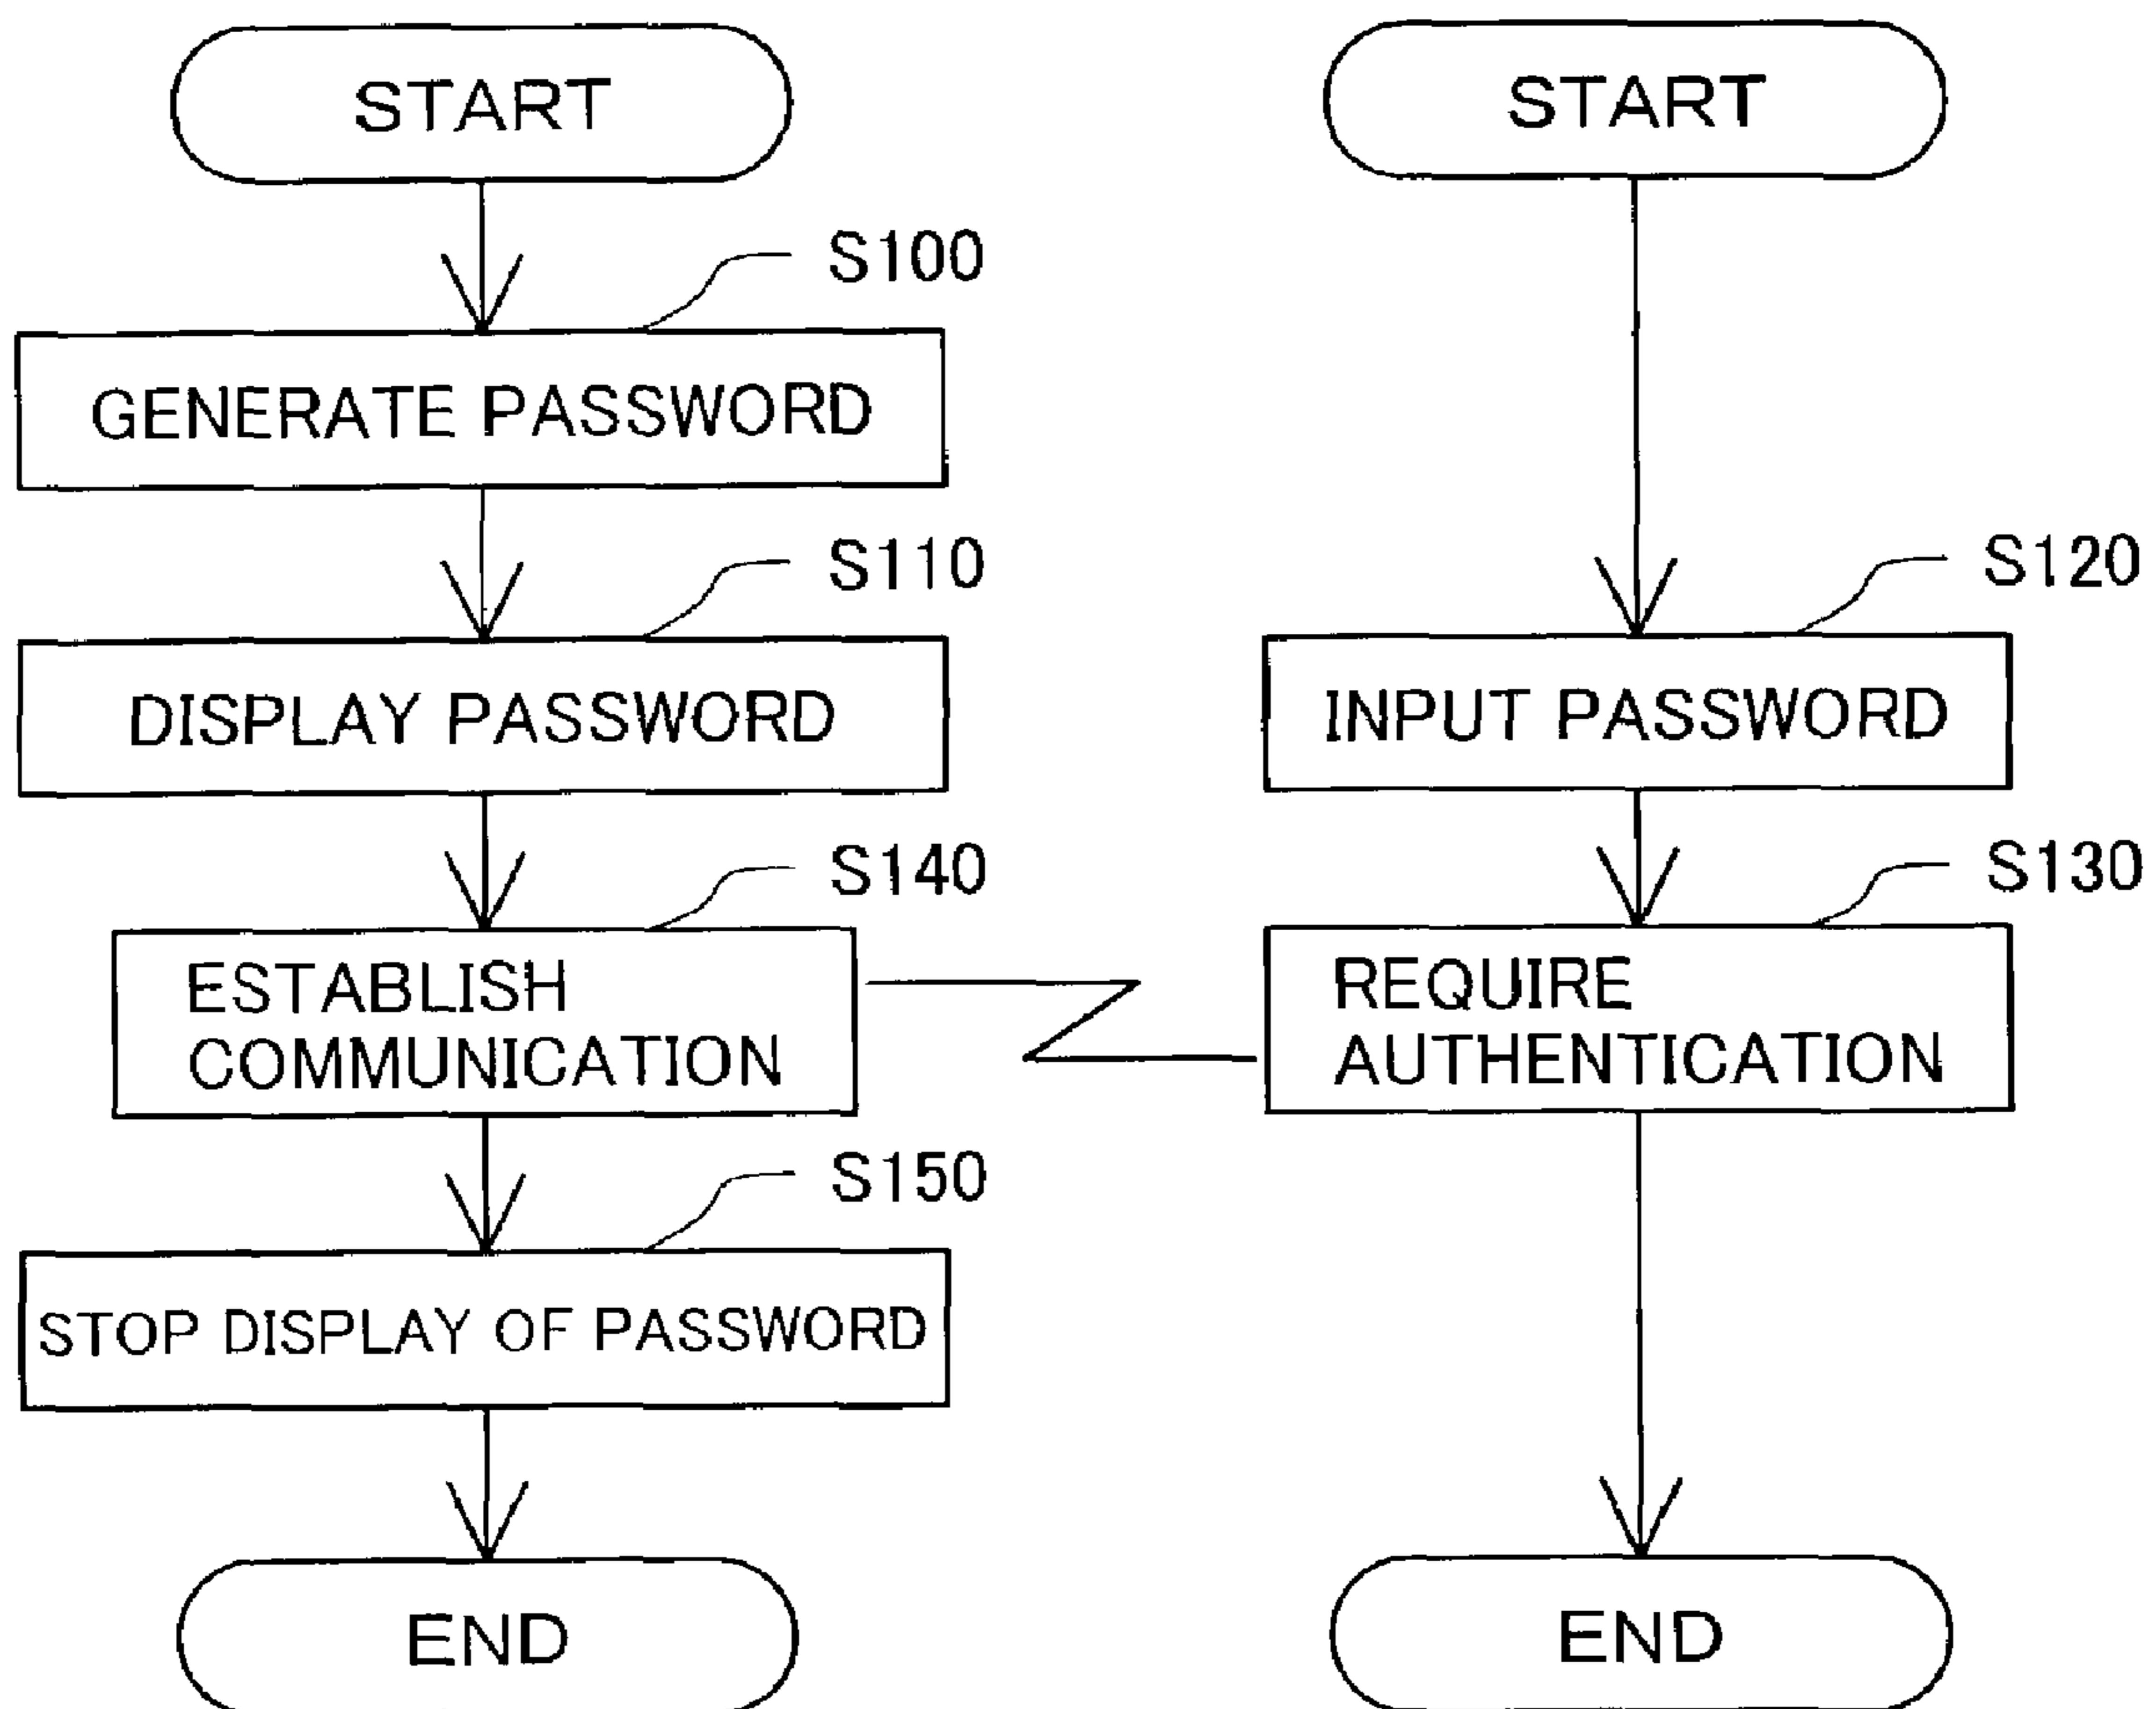 START
S100
GENERATE PASSWORD
S110
DISPLAY PASSWORD
S140
ESTABLISH
COMMUNICATION
S150
STOP DISPLAY OF PASSWORD
END
START
S120
INPUT PASSWORD
S130
REQUIRE
AUTHENTICATION
END